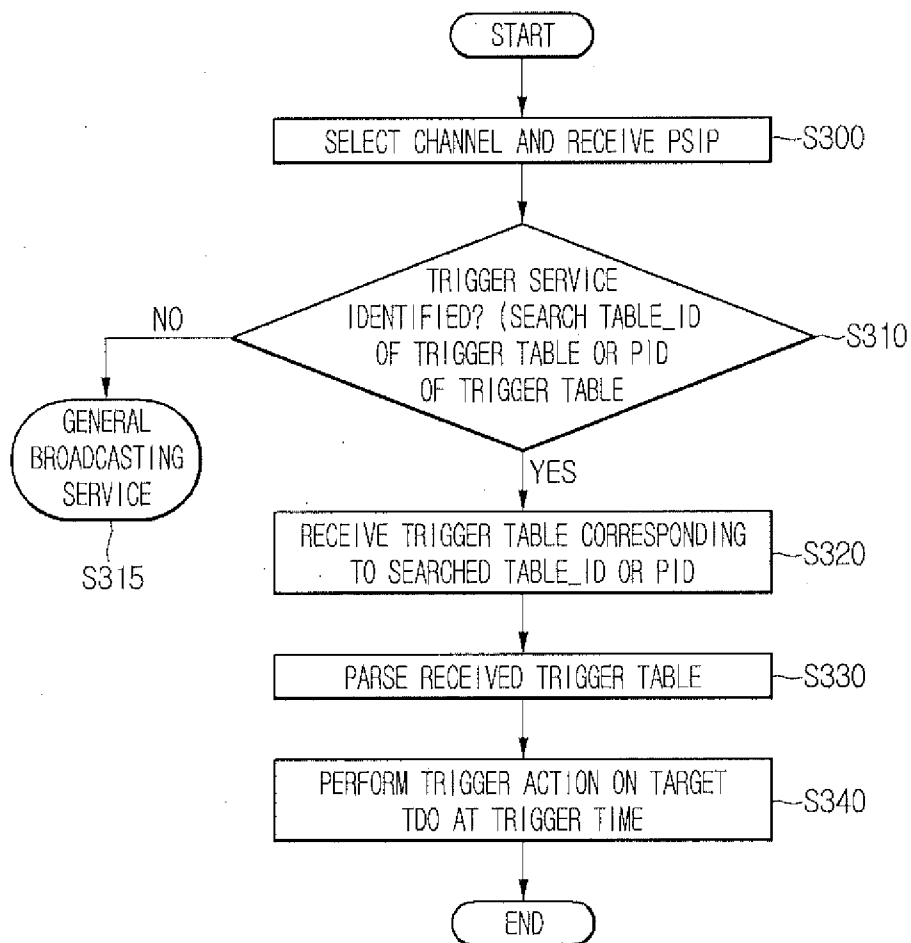 START
SELECT CHANNEL AND RECEIVE PSIP
S300
TRIGGER SERVICE
IDENTIFIED? (SEARCH TABLE_ID
OF TRIGGER TABLE OR PID
OF TRIGGER TABLE
S310
NO
GENERAL
BROADCASTING
SERVICE
S315
YES
RECEIVE TRIGGER TABLE CORRESPONDING
TO SEARCHED TABLE_ID OR PID
S320
PARSE RECEIVED TRIGGER TABLE
S330
PERFORM TRIGGER ACTION ON TARGET
TDO AT TRIGGER TIME
S340
END